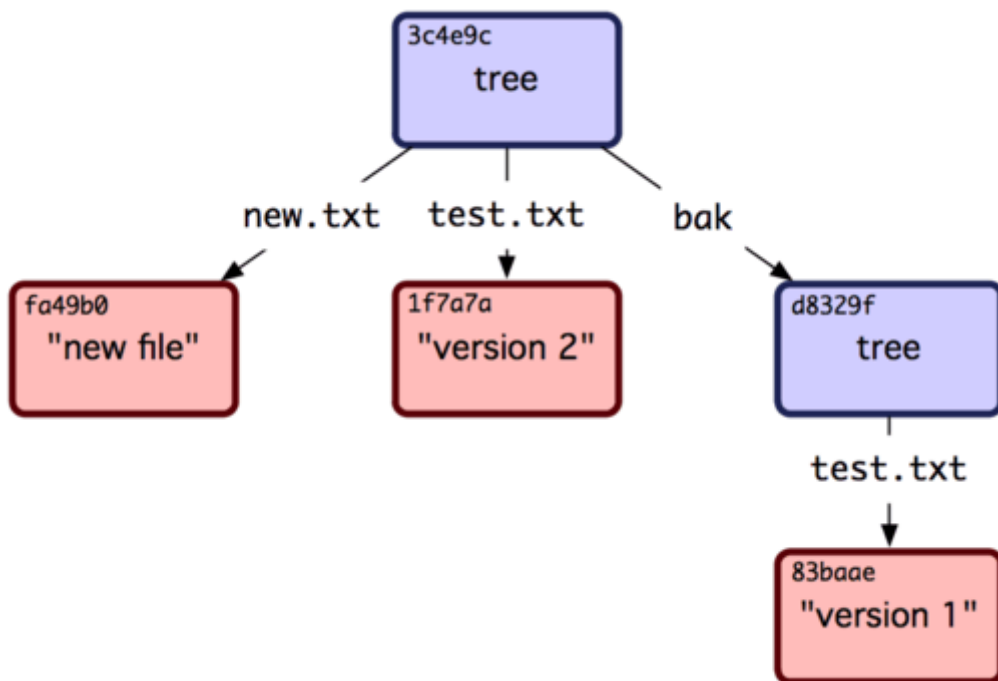 3c4e9c
tree
new.txt
test.txt
bak
fa49b0
"new file"
1f7a7a
"version 2"
d8329f
tree
test.txt
83baae
"version 1"